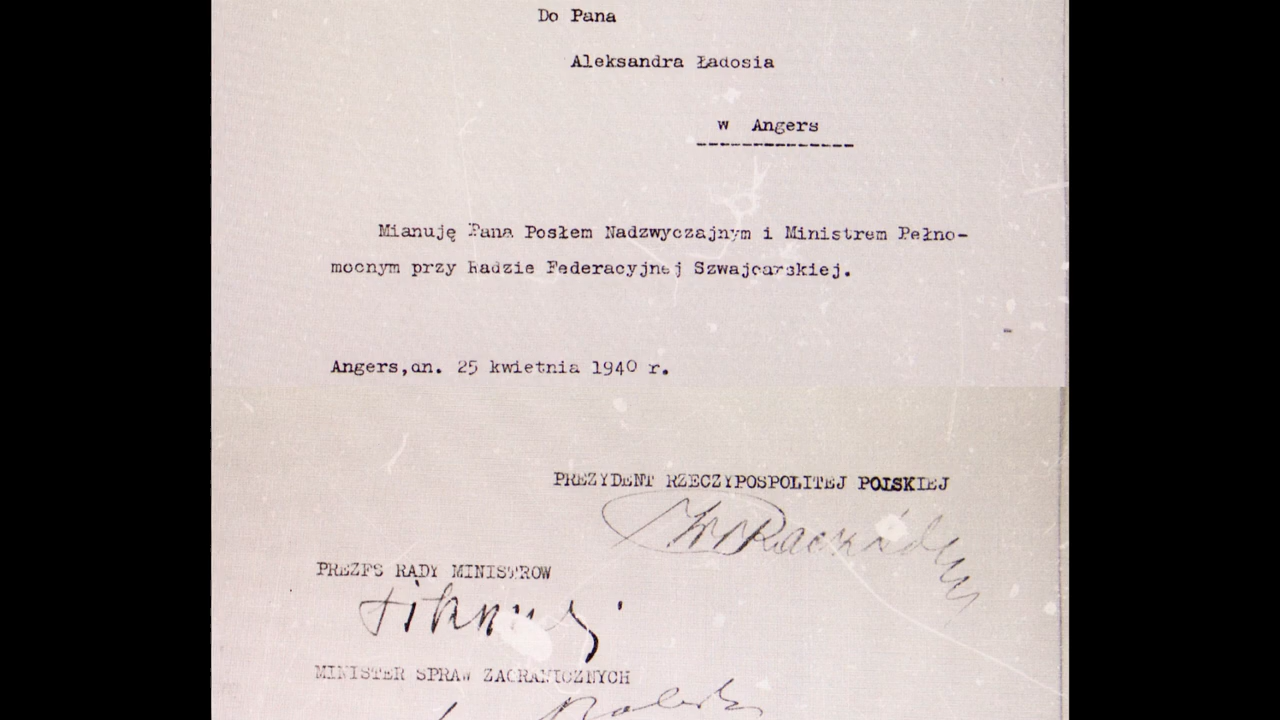 Do Pana
Aleksandra Ładosia
w Angers
Mianuję Pana Posłem Nadzwyczajnym i Ministrem Pełno-
mocnym przy Radzie Federacyjnej Szwajcarskiej.
Angers,dn. 25 kwietnia 1940 r.
PREZYDENT RZECZYPOSPOLITEJ POLSKIEJ
PREZES RADY MINISTROW
MINISTER SPRAW ZAGRANICZNYCH